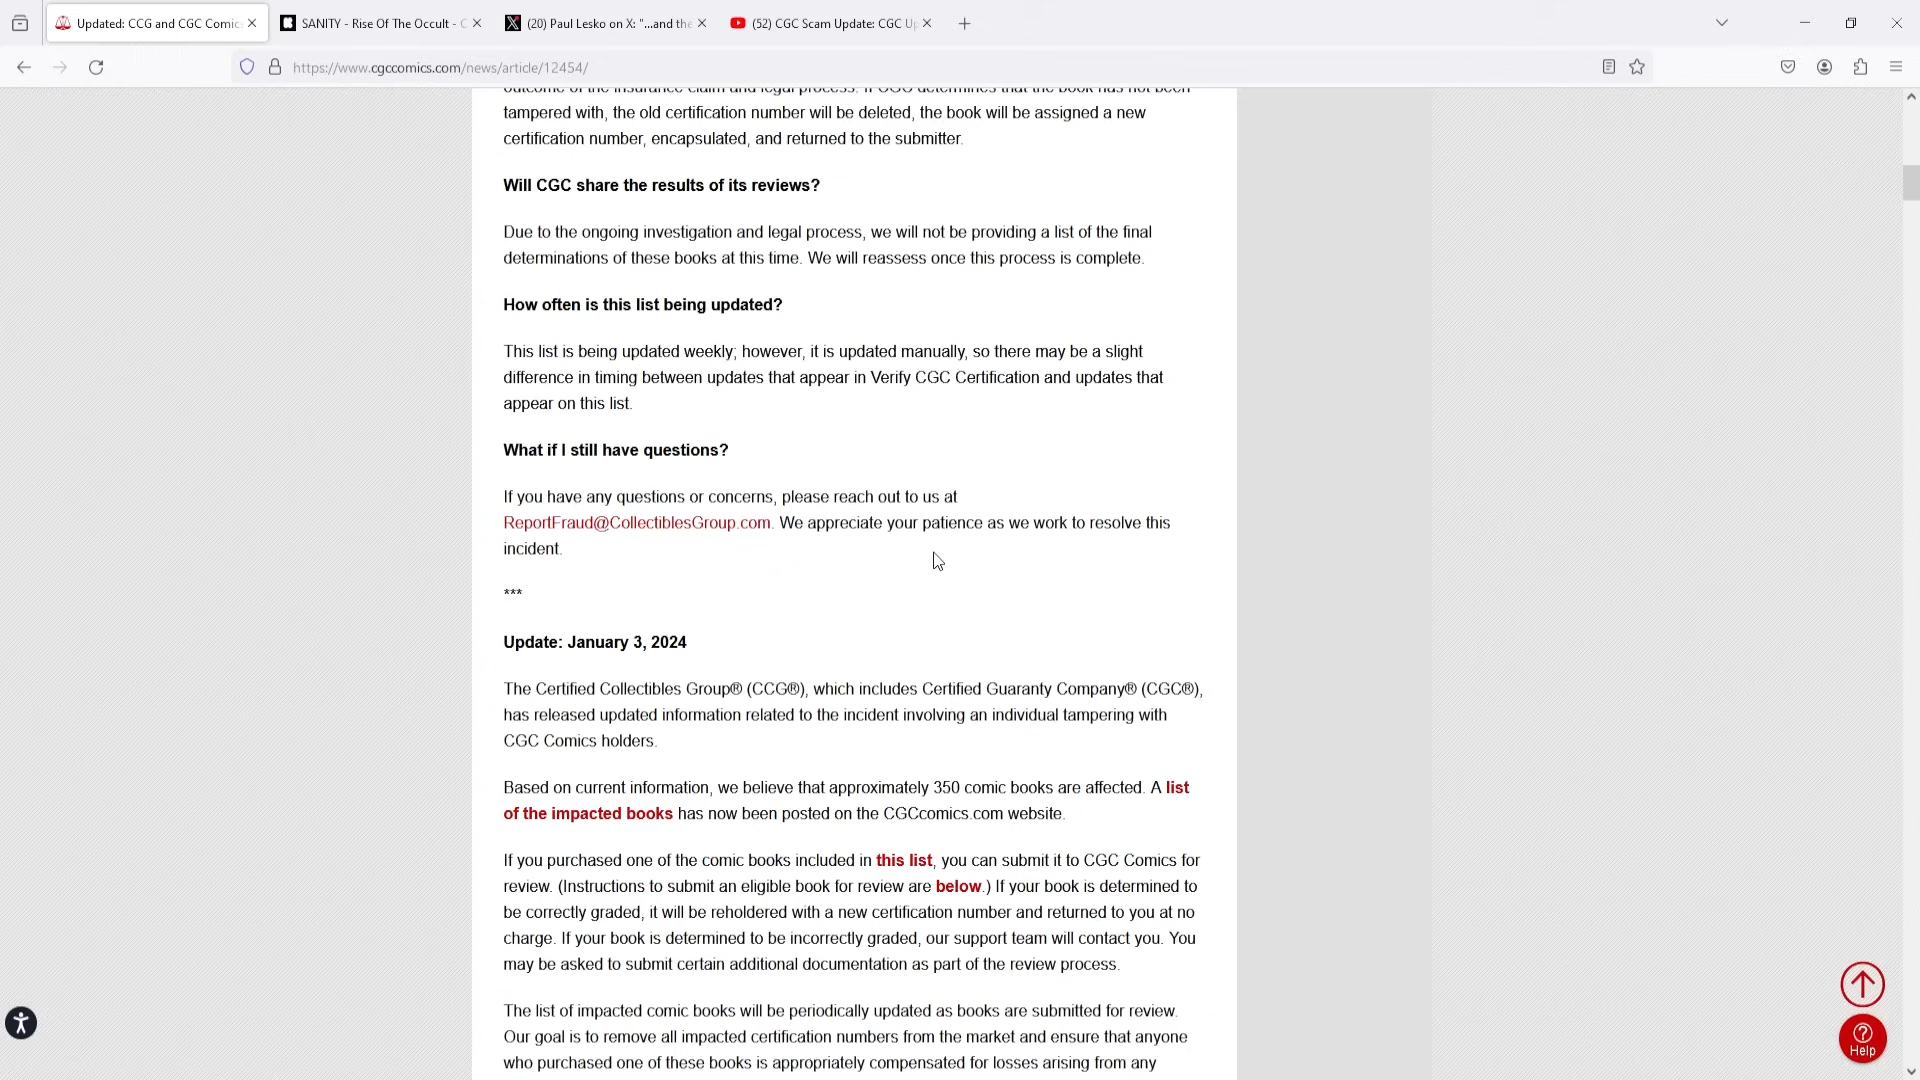 Updated: CCG and CGC Comic
SANITY - Rise Of The Occult - C
(20) Paul Lesko on X: "...and the
(52) CGC Scam Update: CGC Up
https://www.cgccomics.com/news/article/12454/
outcome of the insurance claim and legal process. If CGC determines that the book has not been
tampered with, the old certification number will be deleted, the book will be assigned a new
certification number, encapsulated, and returned to the submitter.
Will CGC share the results of its reviews?
Due to the ongoing investigation and legal process, we will not be providing a list of the final
determinations of these books at this time. We will reassess once this process is complete.
How often is this list being updated?
This list is being updated weekly; however, it is updated manually, so there may be a slight
difference in timing between updates that appear in Verify CGC Certification and updates that
appear on this list.
What if I still have questions?
If you have any questions or concerns, please reach out to us at
ReportFraud@CollectiblesGroup.com. We appreciate your patience as we work to resolve this
incident.
***
Update: January 3, 2024
The Certified Collectibles Group® (CCG®), which includes Certified Guaranty Company® (CGC®),
has released updated information related to the incident involving an individual tampering with
CGC Comics holders.
Based on current information, we believe that approximately 350 comic books are affected. A list
of the impacted books has now been posted on the CGCcomics.com website.
If you purchased one of the comic books included in this list, you can submit it to CGC Comics for
review. (Instructions to submit an eligible book for review are below.) If your book is determined to
be correctly graded, it will be reholdered with a new certification number and returned to you at no
charge. If your book is determined to be incorrectly graded, our support team will contact you. You
may be asked to submit certain additional documentation as part of the review process.
The list of impacted comic books will be periodically updated as books are submitted for review.
Our goal is to remove all impacted certification numbers from the market and ensure that anyone
who purchased one of these books is appropriately compensated for losses arising from any
Help